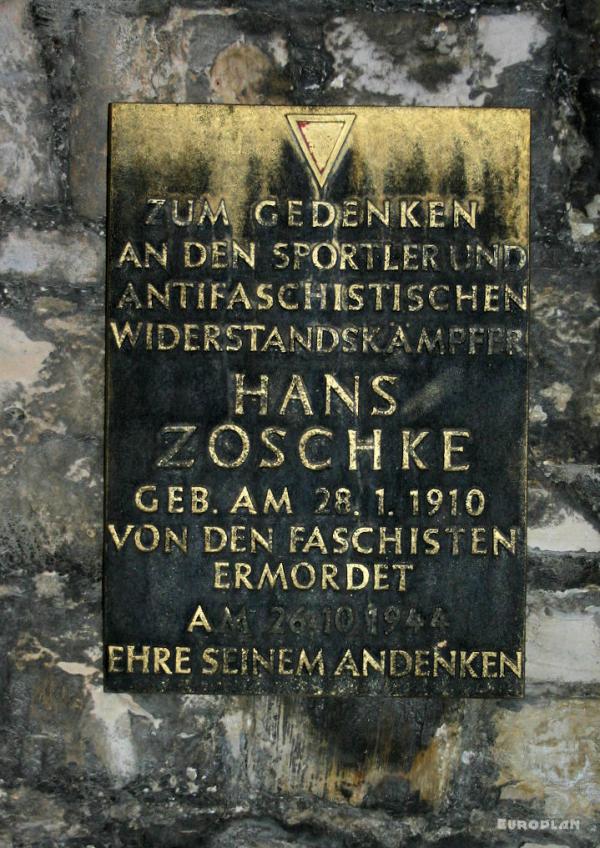 ZUM GEDENKEN
AN DEN SPORTLER UND
ANTIFASCHISTISCHEN
WIDERSTANDSKÄMPFER
HANS
ZOSCHKE
GEB. AM 28. 1. 1910
VON DEN FASCHISTEN
ERMORDET
AM 26.10.1944
EHRE SEINEM ANDENKEN
EUROPLAN